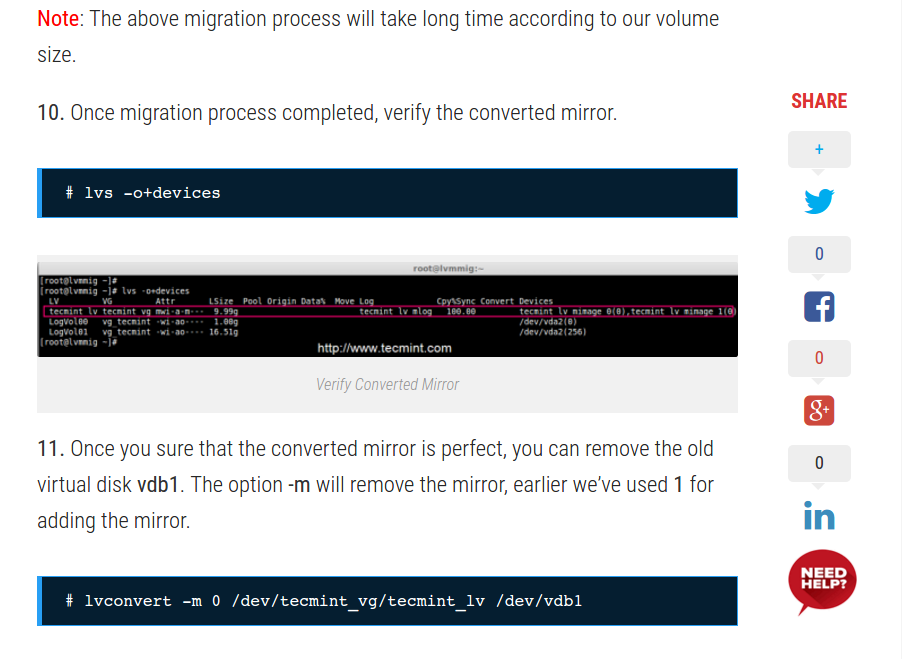 Note: The above migration process will take long time according to our volume
size.
10. Once migration process completed, verify the converted mirror.
SHARE
+
# lvs -o+devices
0
root@lvmmig:~
[root@lvmmig ~]#
[root@lvmmig ~]# lvs -o+devices
LV VG Attr LSize Pool Origin Data% Move Log Cpy%Sync Convert Devices
tecmint_lv tecmint_vg mwi-a-m--- 9.99g tecmint_lv_mlog 100.00 tecmint_lv_mimage_0(0),tecmint_lv_mimage_1(0)
LogVol00 vg_tecmint -wi-ao---- 1.00g /dev/vda2(0)
LogVol01 vg_tecmint -wi-ao---- 16.51g /dev/vda2(256)
[root@lvmmig ~]#
http://www.tecmint.com
0
Verify Converted Mirror
g+
11. Once you sure that the converted mirror is perfect, you can remove the old
virtual disk vdb1. The option -m will remove the mirror, earlier we've used 1 for
adding the mirror.
0
in
NEED
HELP?
# lvconvert -m 0 /dev/tecmint_vg/tecmint_lv /dev/vdb1